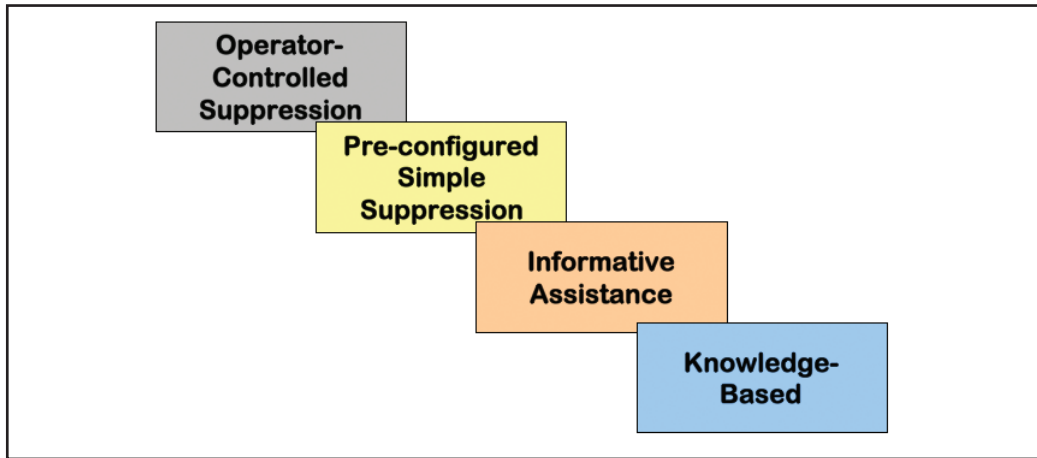 Operator-
Controlled
Suppression
Pre-configured
Simple
Suppression
Informative
Assistance
Knowledge-
Based